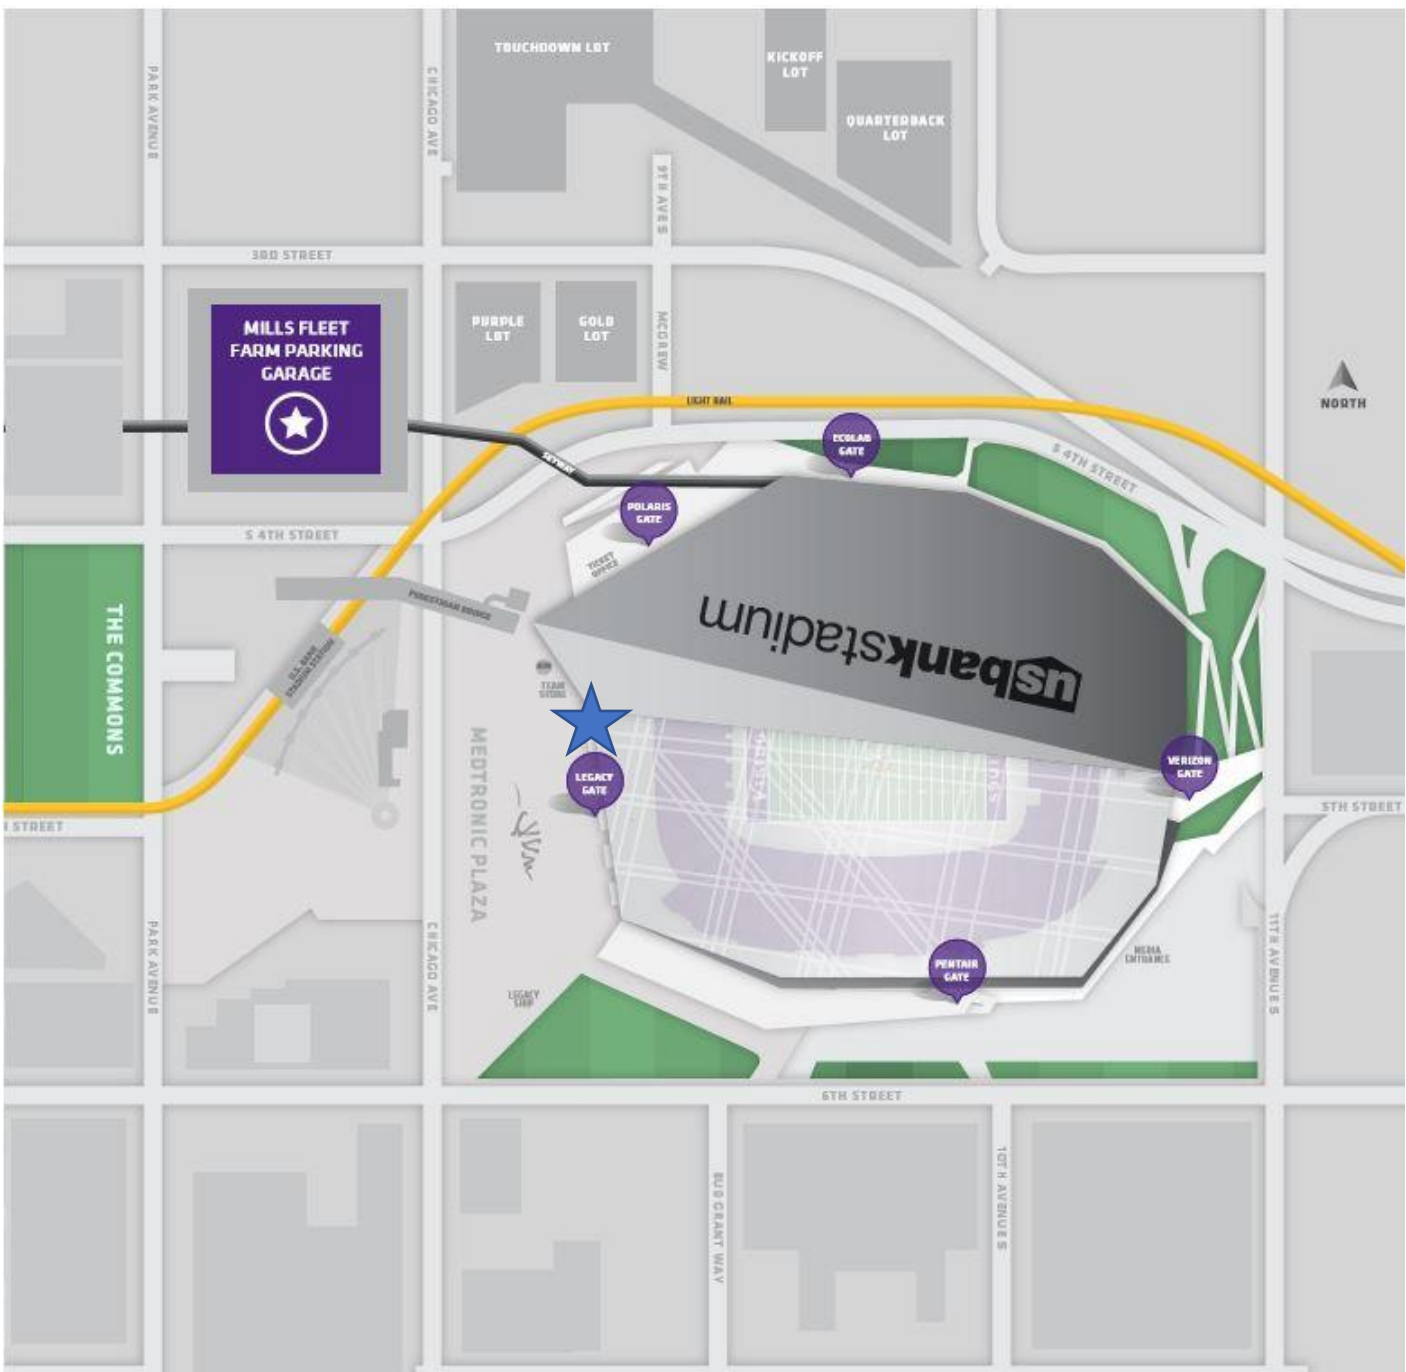 TOUCHDOWN LOT
KICKOFF
LOT
QUARTERBACK
LOT
PARK AVENUE
CHICAGO AVE
9TH AVE S
3RD STREET
MILLS FLEET
FARM PARKING
GARAGE
PURPLE
LOT
GOLD
LOT
MCGREW
LIGHT RAIL
NORTH
ECOLAB
GATE
S 4TH STREET
SKYWAY
POLARIS
GATE
S 4TH STREET
TICKET
OFFICE
PEDESTRIAN BRIDGE
usbankstadium
THE COMMONS
U.S. BANK
STADIUM STATION
TEAM
STORE
MEDTRONIC PLAZA
LEGACY
GATE
VIKINGS
VERIZON
GATE
5TH STREET
H STREET
PARK AVENUE
CHICAGO AVE
11TH AVENUE S
MEDIA
ENTRANCE
PENTAIR
GATE
LEGACY
SHIP
6TH STREET
BUD GRANT WAY
10TH AVENUE S